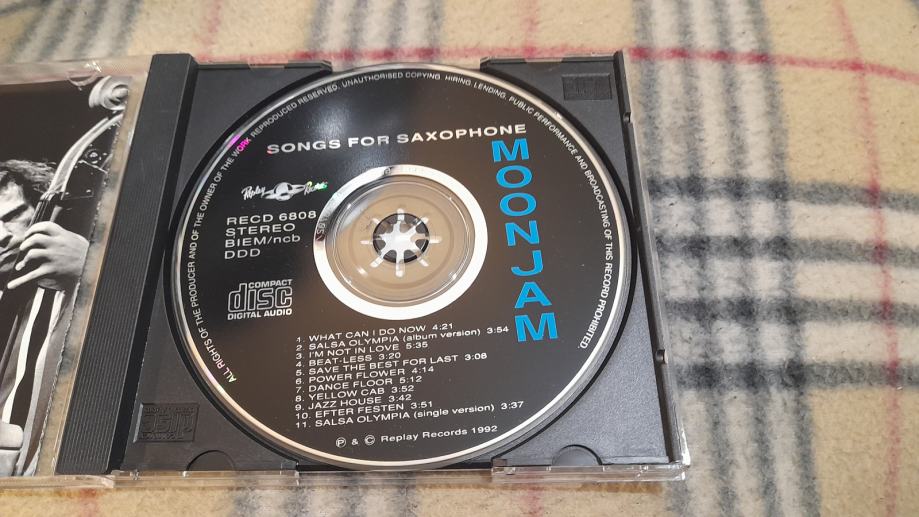 ALL RIGHTS OF THE PRODUCER AND OF THE OWNER OF THE WORK REPRODUCED RESERVED. UNAUTHORISED COPYING, HIRING, LENDING, PUBLIC PERFORMANCE AND BROADCASTING OF THIS RECORD PROHIBITED.
SONGS FOR SAXOPHONE
MOONJAM
Replay
RECD 6808
STEREO
BIEM/ncb
DDD
COMPACT
disc
DIGITAL AUDIO
1. WHAT CAN I DO NOW 4:21
2. SALSA OLYMPIA (album version) 3:54
3. I'M NOT IN LOVE 5:35
4. BEAT-LESS 3:20
5. SAVE THE BEST FOR LAST 3:08
6. POWER FLOWER 4:14
7. DANCE FLOOR 5:12
8. YELLOW CAB 3:52
9. JAZZ HOUSE 3:42
10. EFTER FESTEN 3:51
11. SALSA OLYMPIA (single version) 3:37
Ⓟ & © Replay Records 1992